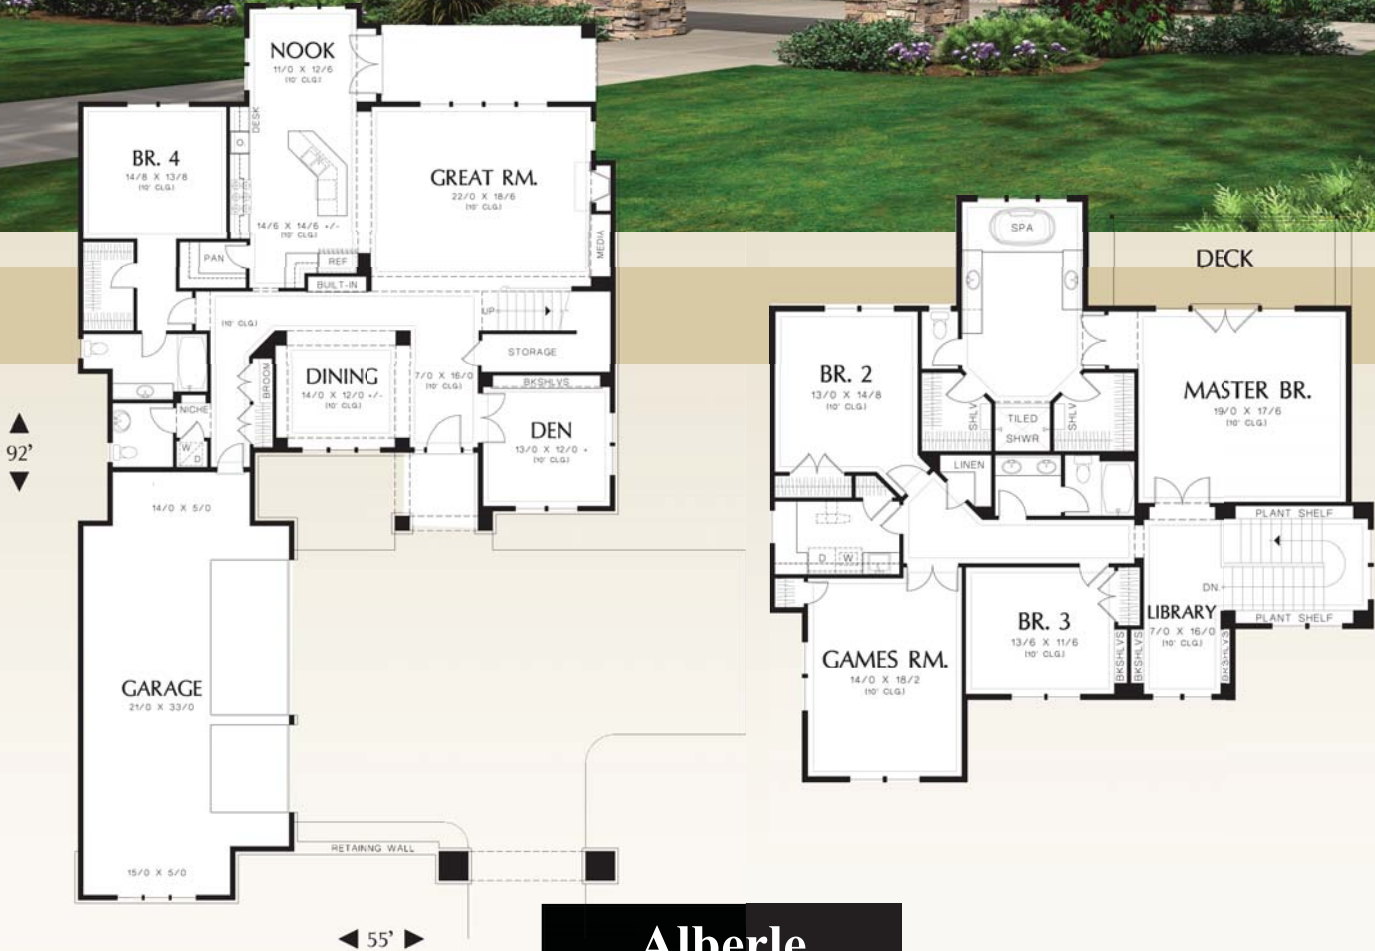 NOOK
11/0 X 12/6
(10' CLG.)
DESK
BR. 4
14/8 X 13/8
(10' CLG.)
GREAT RM.
22/0 X 18/6
(10' CLG.)
14/6 X 14/6 +/-
(10' CLG.)
PAN
REF
BUILT-IN
MEDIA
UP
(10' CLG.)
STORAGE
DINING
14/0 X 12/0 +/-
(10' CLG.)
7/0 X 16/0
(10' CLG.)
BKSHLVS
BROOM
NICHE
W
D
DEN
13/0 X 12/0 +
(10' CLG.)
92'
14/0 X 5/0
GARAGE
21/0 X 33/0
RETAINNG WALL
15/0 X 5/0
55'
SPA
DECK
BR. 2
13/0 X 14/8
(10' CLG.)
MASTER BR.
19/0 X 17/6
(10' CLG.)
SHLV
TILED
SHWR
SHLV
LINEN
PLANT SHELF
D
W
DN.
PLANT SHELF
LIBRARY
7/0 X 16/0
(10' CLG.)
BR. 3
13/6 X 11/6
(10' CLG.)
BKSHLVS
BKSHLVS
BKSHLVS
GAMES RM.
14/0 X 18/2
(10' CLG.)
Alberle